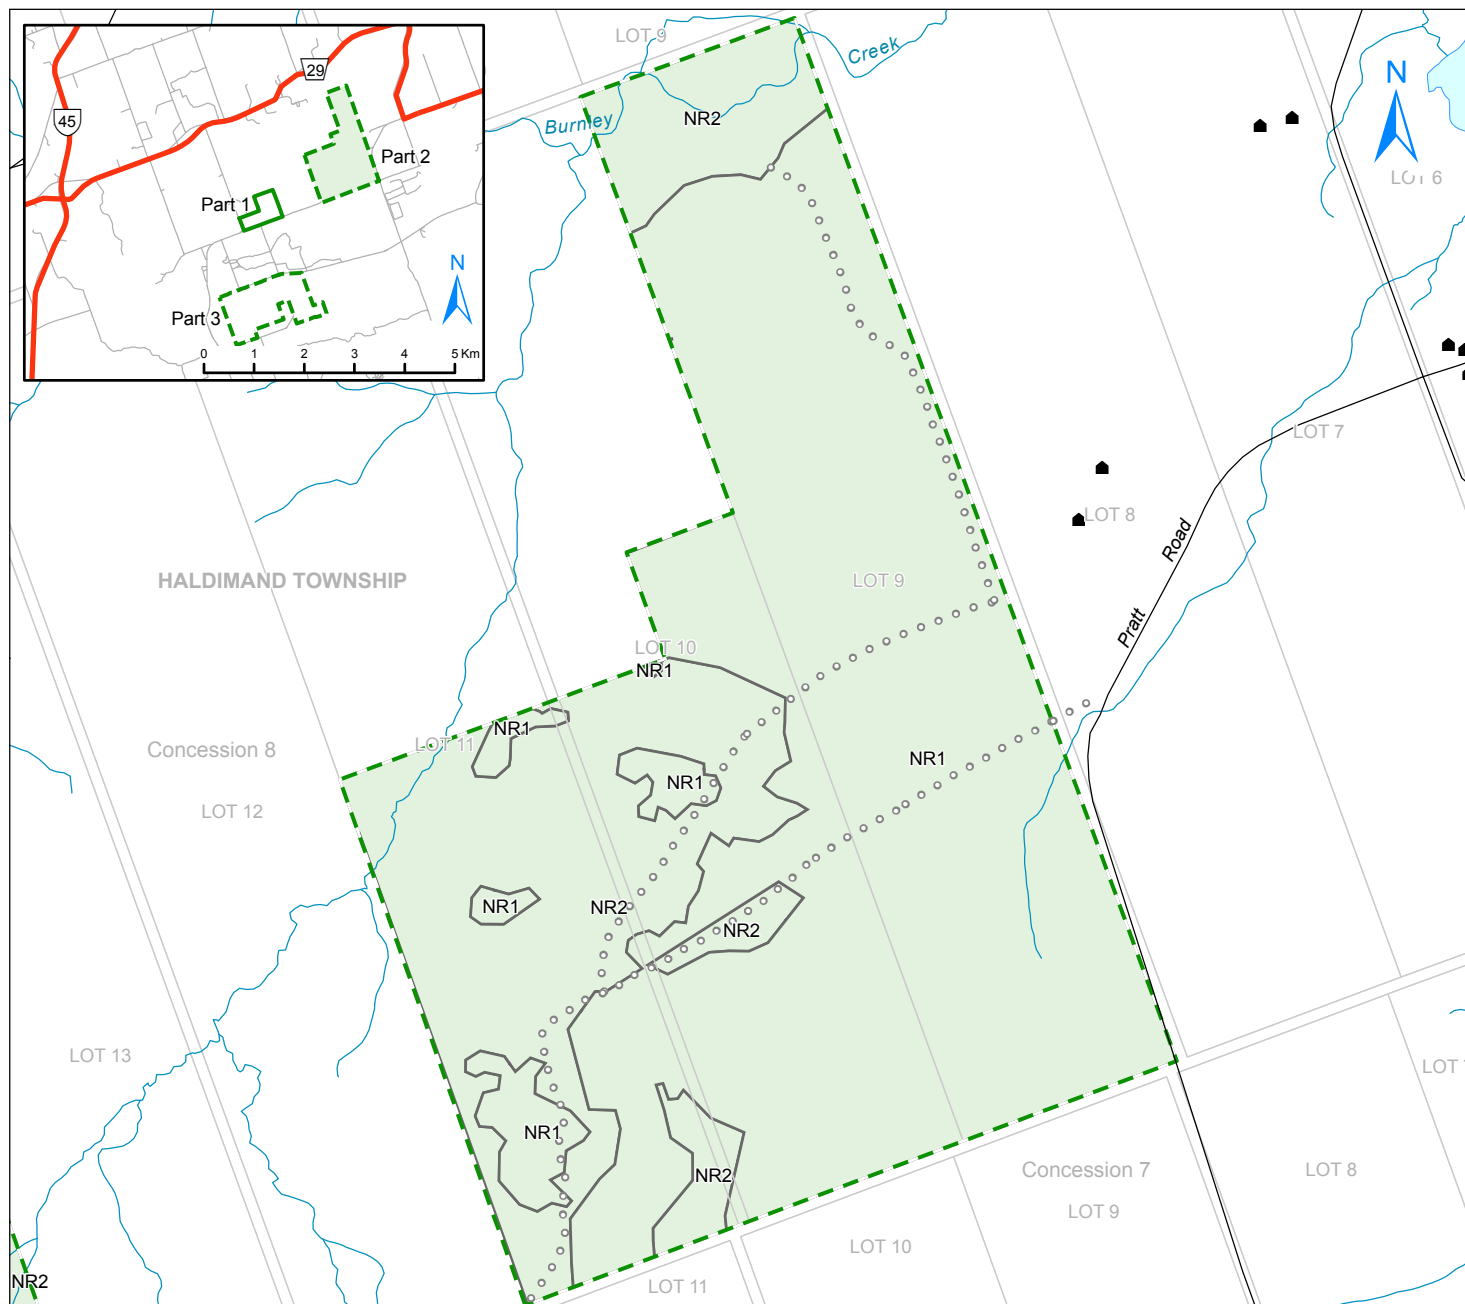 LOT 9
Creek
29
N
45
NR2
Burnley
Part 2
LOT 6
Part 1
N
Part 3
0 1 2 3 4 5 Km
LOT 7
LOT 8
Road
HALDIMAND TOWNSHIP
LOT 9
Pratt
LOT 10
NR1
NR1
LOT 11
Concession 8
NR1
NR1
LOT 12
NR1
NR2
NR2
LOT 13
LOT
NR1
Concession 7
LOT 8
NR2
LOT 9
LOT 10
NR2
LOT 11